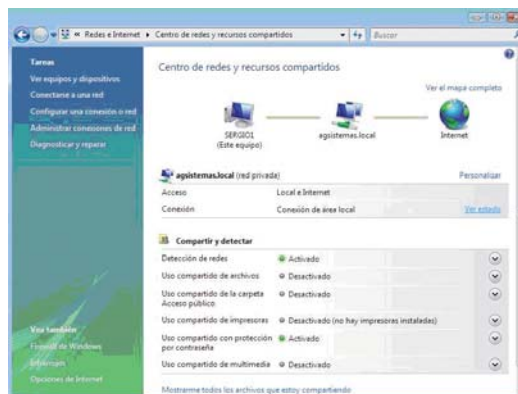 « Redes e Internet ▸ Centro de redes y recursos compartidos
Buscar
Tareas
Ver equipos y dispositivos
Conectarse a una red
Configurar una conexión o red
Administrar conexiones de red
Diagnosticar y reparar
Vea también
Firewall de Windows
Opciones de Internet
Centro de redes y recursos compartidos
Ver el mapa completo
SERGIO1
(Este equipo)
agsistemas.local
Internet
agsistemas.local (red privada)
Personalizar
Acceso Local e Internet
Conexión Conexión de área local Ver estado
Compartir y detectar
Detección de redes Activado
Uso compartido de archivos Desactivado
Uso compartido de la carpeta Desactivado
Acceso público
Uso compartido de impresoras Desactivado (no hay impresoras instaladas)
Uso compartido con protección Activado
por contraseña
Uso compartido de multimedia Desactivado
Mostrarme todos los archivos que estoy compartiendo